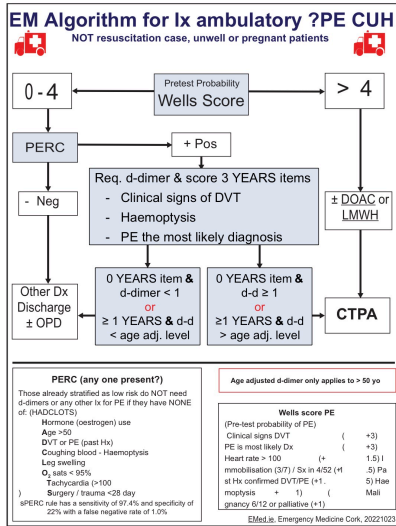 EM Algorithm for Ix ambulatory ?PE CUH
NOT resuscitation case, unwell or pregnant patients
0-4
Pretest Probability
Wells Score
> 4
PERC
+ Pos
Req. d-dimer & score 3 YEARS items
- Clinical signs of DVT
- Haemoptysis
- PE the most likely diagnosis
- Neg
± DOAC or
LMWH
0 YEARS item &
d-dimer < 1
or
≥ 1 YEARS & d-d
< age adj. level
0 YEARS item &
d-d ≥ 1
or
≥1 YEARS & d-d
> age adj. level
Other Dx
Discharge
± OPD
CTPA
PERC (any one present?)
Those already stratified as low risk do NOT need
d-dimers or any other Ix for PE if they have NONE
of: (HADCLOTS)
Hormone (oestrogen) use
Age >50
DVT or PE (past Hx)
Coughing blood - Haemoptysis
Leg swelling
O2 sats < 95%
Tachycardia (>100
) Surgery / trauma <28 day
sPERC rule has a sensitivity of 97.4% and specificity of
22% with a false negative rate of 1.0%
Age adjusted d-dimer only applies to > 50 yo
Wells score PE
(Pre-test probability of PE)
Clinical signs DVT ( +3)
PE is most likely Dx ( +3)
Heart rate > 100 (+ 1.5) I
mmobilisation (3/7) / Sx in 4/52 (+1 .5) Pa
st Hx confirmed DVT/PE (+1. 5) Hae
moptysis + 1) ( Mali
gnancy 6/12 or palliative (+1)
EMed.ie, Emergency Medicine Cork, 20221023